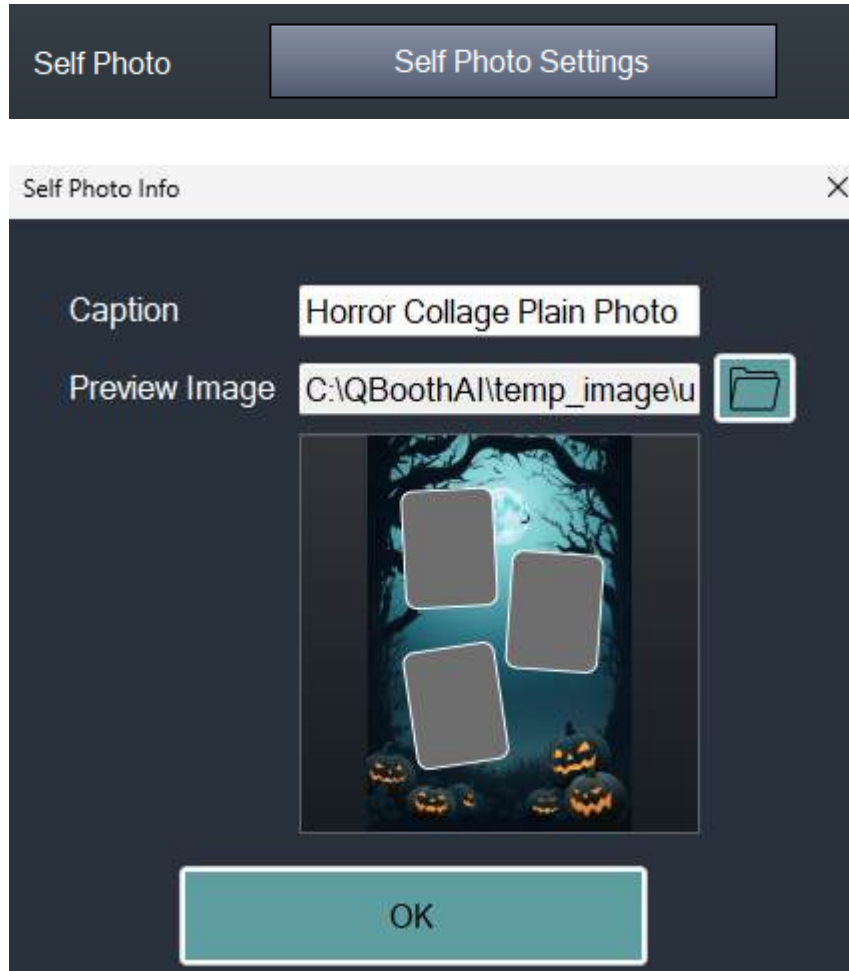 Self Photo Self Photo Settings
Self Photo Info
Caption Horror Collage Plain Photo
Preview Image C:\QBoothAI\temp_image\u
OK